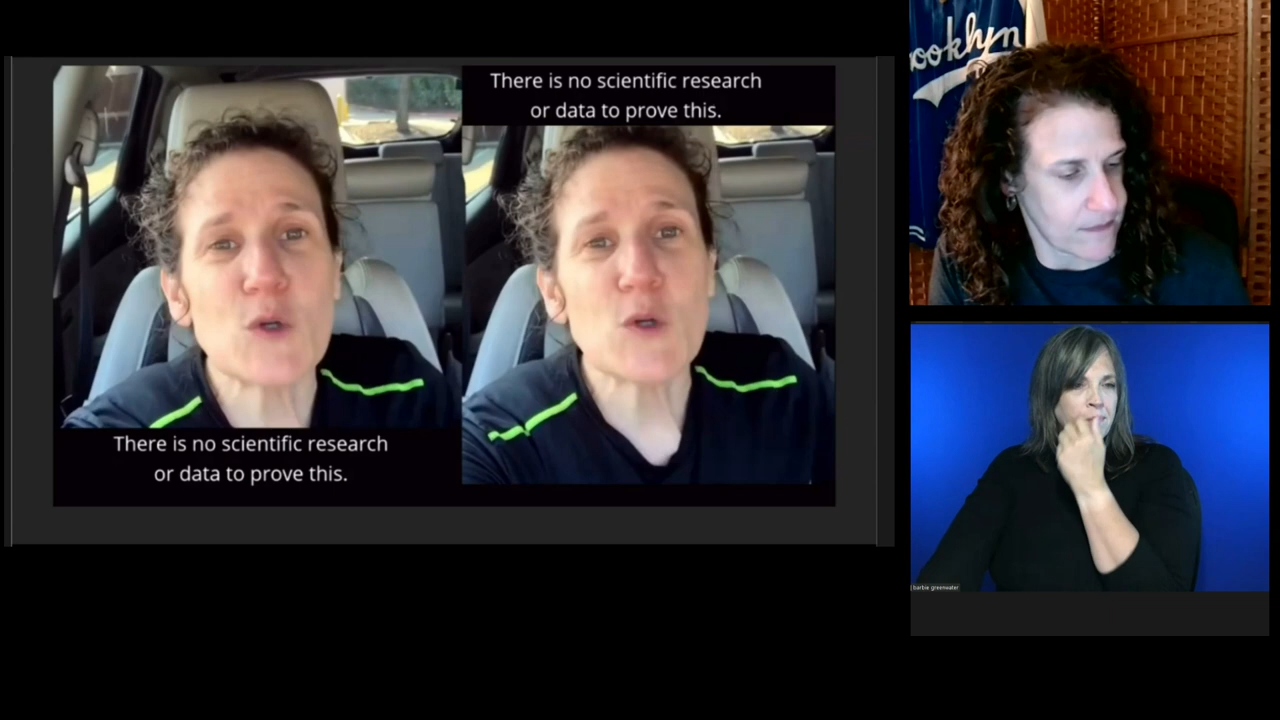 There is no scientific research
or data to prove this.
There is no scientific research
or data to prove this.
ooklyn
barbie greenwater